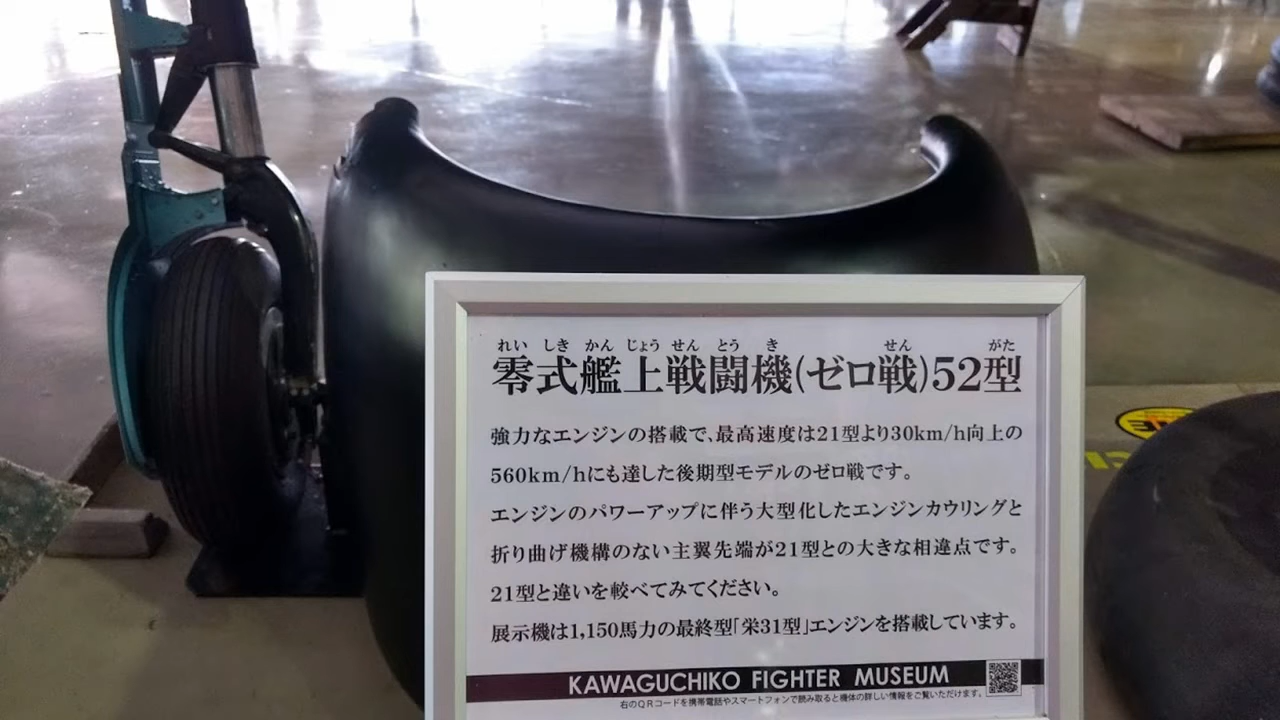 れい しき かん じょう せん とう き せん がた
零式艦上戦闘機(ゼロ戦)52型
強力なエンジンの搭載で、最高速度は21型より30km/h向上の
560km/hにも達した後期型モデルのゼロ戦です。
エンジンのパワーアップに伴う大型化したエンジンカウリングと
折り曲げ機構のない主翼先端が21型との大きな相違点です。
21型と違いを較べてみてください。
展示機は1,150馬力の最終型「栄31型」エンジンを搭載しています。
KAWAGUCHIKO FIGHTER MUSEUM
右のQRコードを携帯電話やスマートフォンで読み取ると機体の詳しい情報をご覧いただけます。